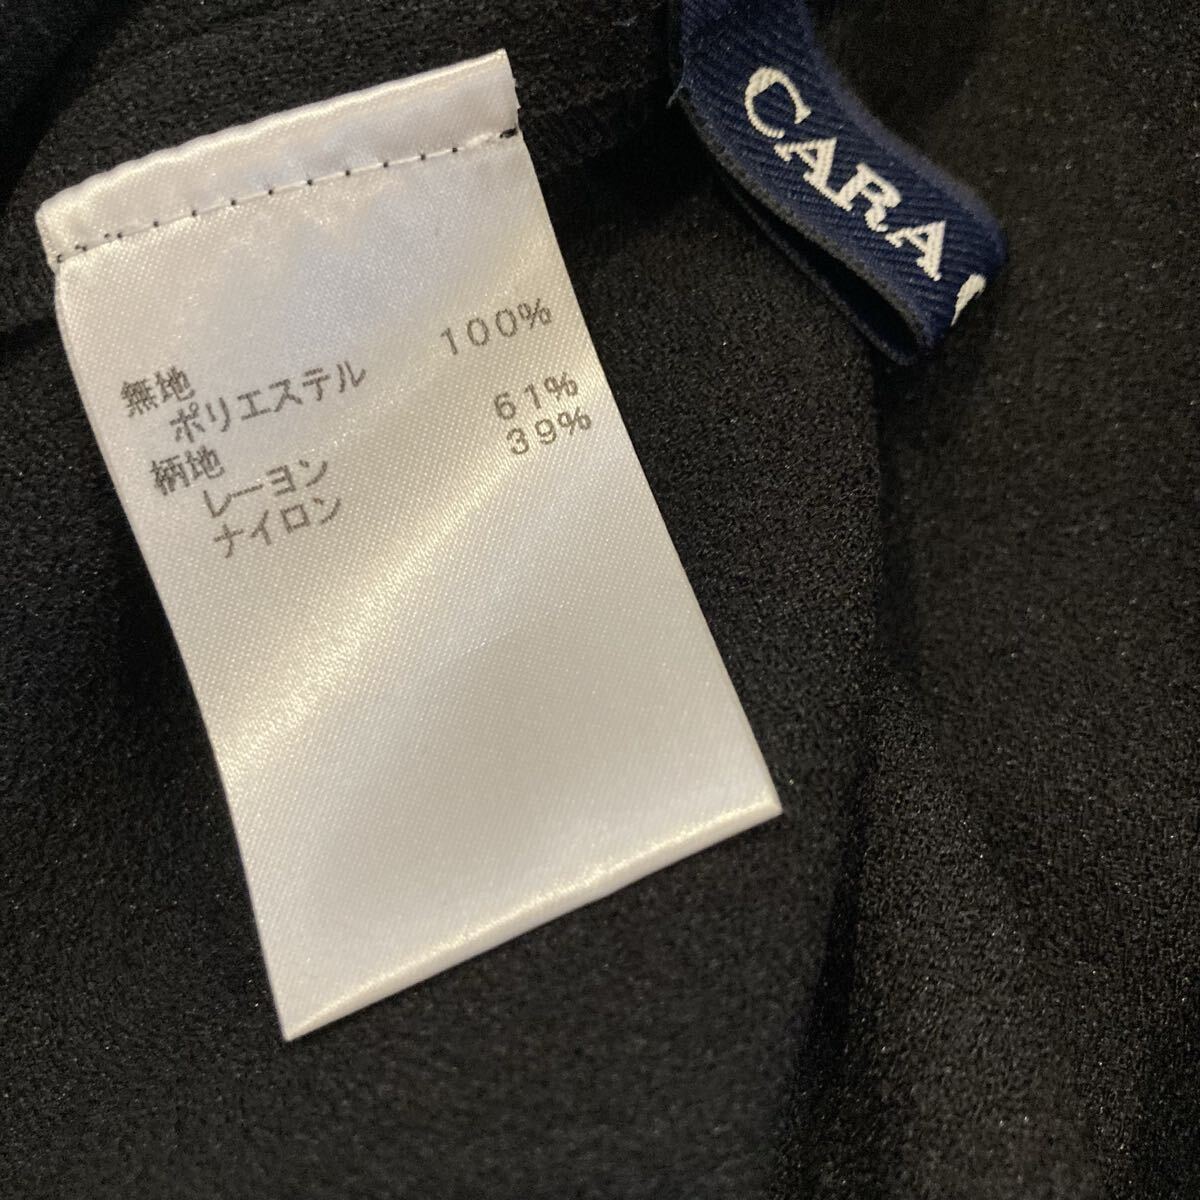 CARA
無地
ポリエステル 100%
柄地
レーヨン 61%
ナイロン 39%